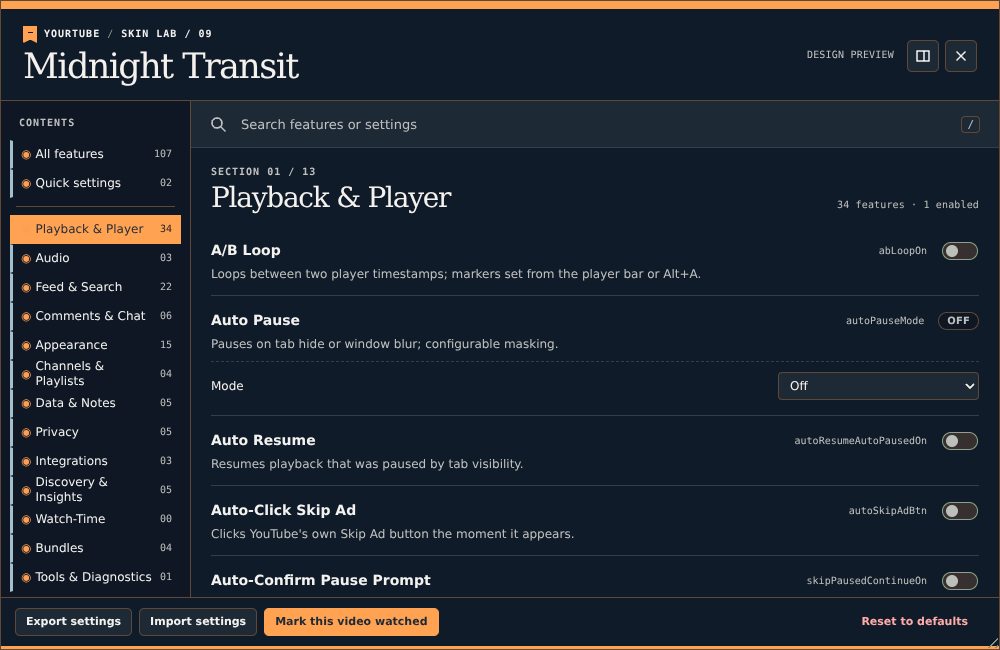 YOURTUBE / SKIN LAB / 09
Midnight Transit
DESIGN PREVIEW
CONTENTS
All features 107
Quick settings 02
Playback & Player 34
Audio 03
Feed & Search 22
Comments & Chat 06
Appearance 15
Channels &
Playlists 04
Data & Notes 05
Privacy 05
Integrations 03
Discovery &
Insights 05
Watch-Time 00
Bundles 04
Tools & Diagnostics 01
Search features or settings /
SECTION 01 / 13
Playback & Player
34 features · 1 enabled
A/B Loop abLoopOn
Loops between two player timestamps; markers set from the player bar or Alt+A.
Auto Pause autoPauseMode OFF
Pauses on tab hide or window blur; configurable masking.
Mode Off
Auto Resume autoResumeAutoPausedOn
Resumes playback that was paused by tab visibility.
Auto-Click Skip Ad autoSkipAdBtn
Clicks YouTube's own Skip Ad button the moment it appears.
Auto-Confirm Pause Prompt skipPausedContinueOn
Export settings Import settings Mark this video watched Reset to defaults